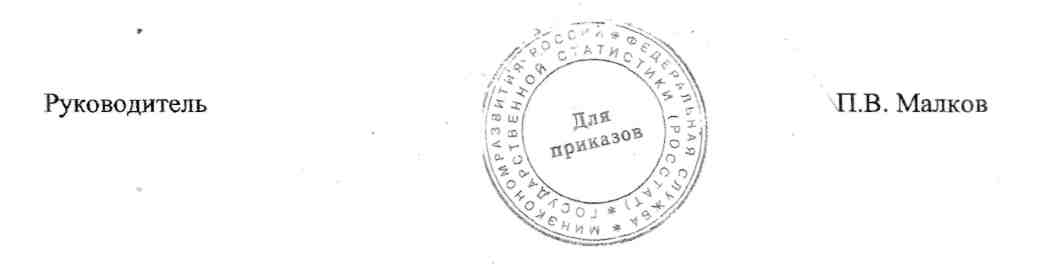 Руководитель
МИНЭКОНОМРАЗВИТИЯ РОССИИ * ФЕДЕРАЛЬНАЯ СЛУЖБА *
ГОСУДАРСТВЕННОЙ СТАТИСТИКИ (РОССТАТ) *
Для
приказов
П.В. Малков